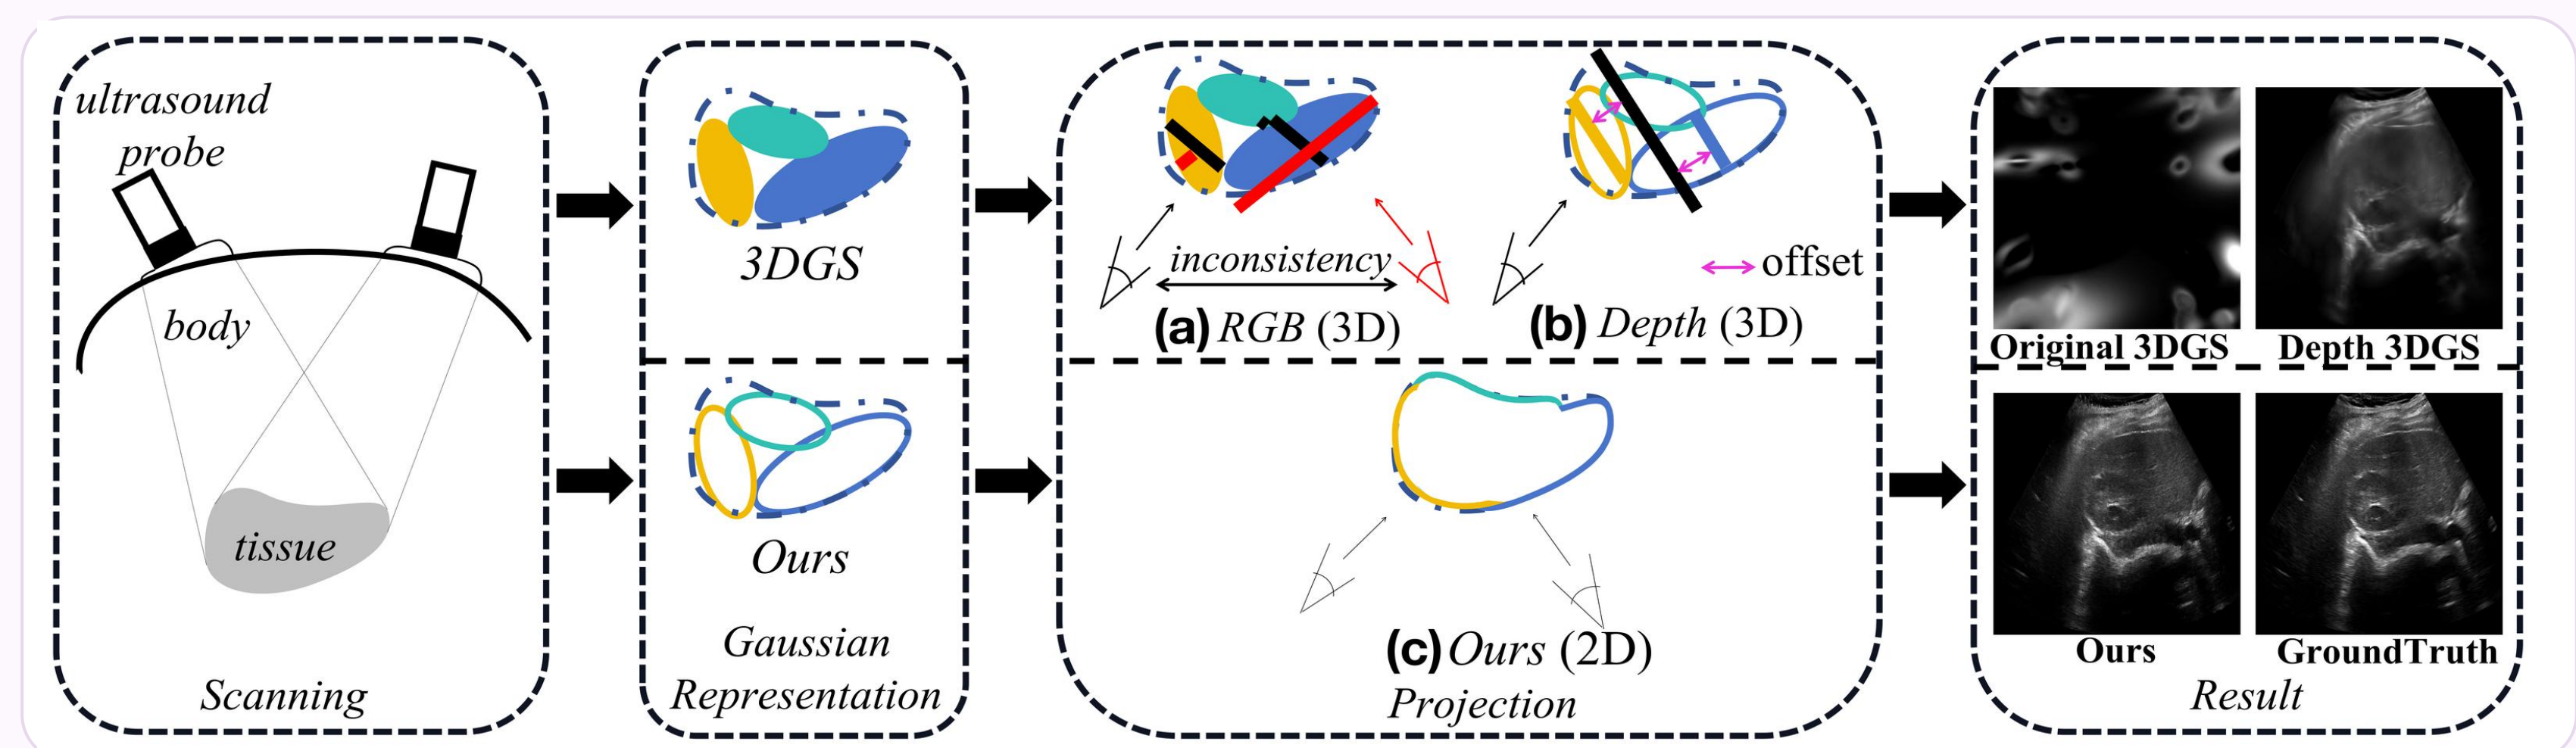 ultrasound
probe
body
tissue
Scanning
3DGS
Ours
Gaussian
Representation
inconsistency
(a) RGB (3D)
offset
(b) Depth (3D)
(c) Ours (2D)
Projection
Original 3DGS
Depth 3DGS
Ours
GroundTruth
Result